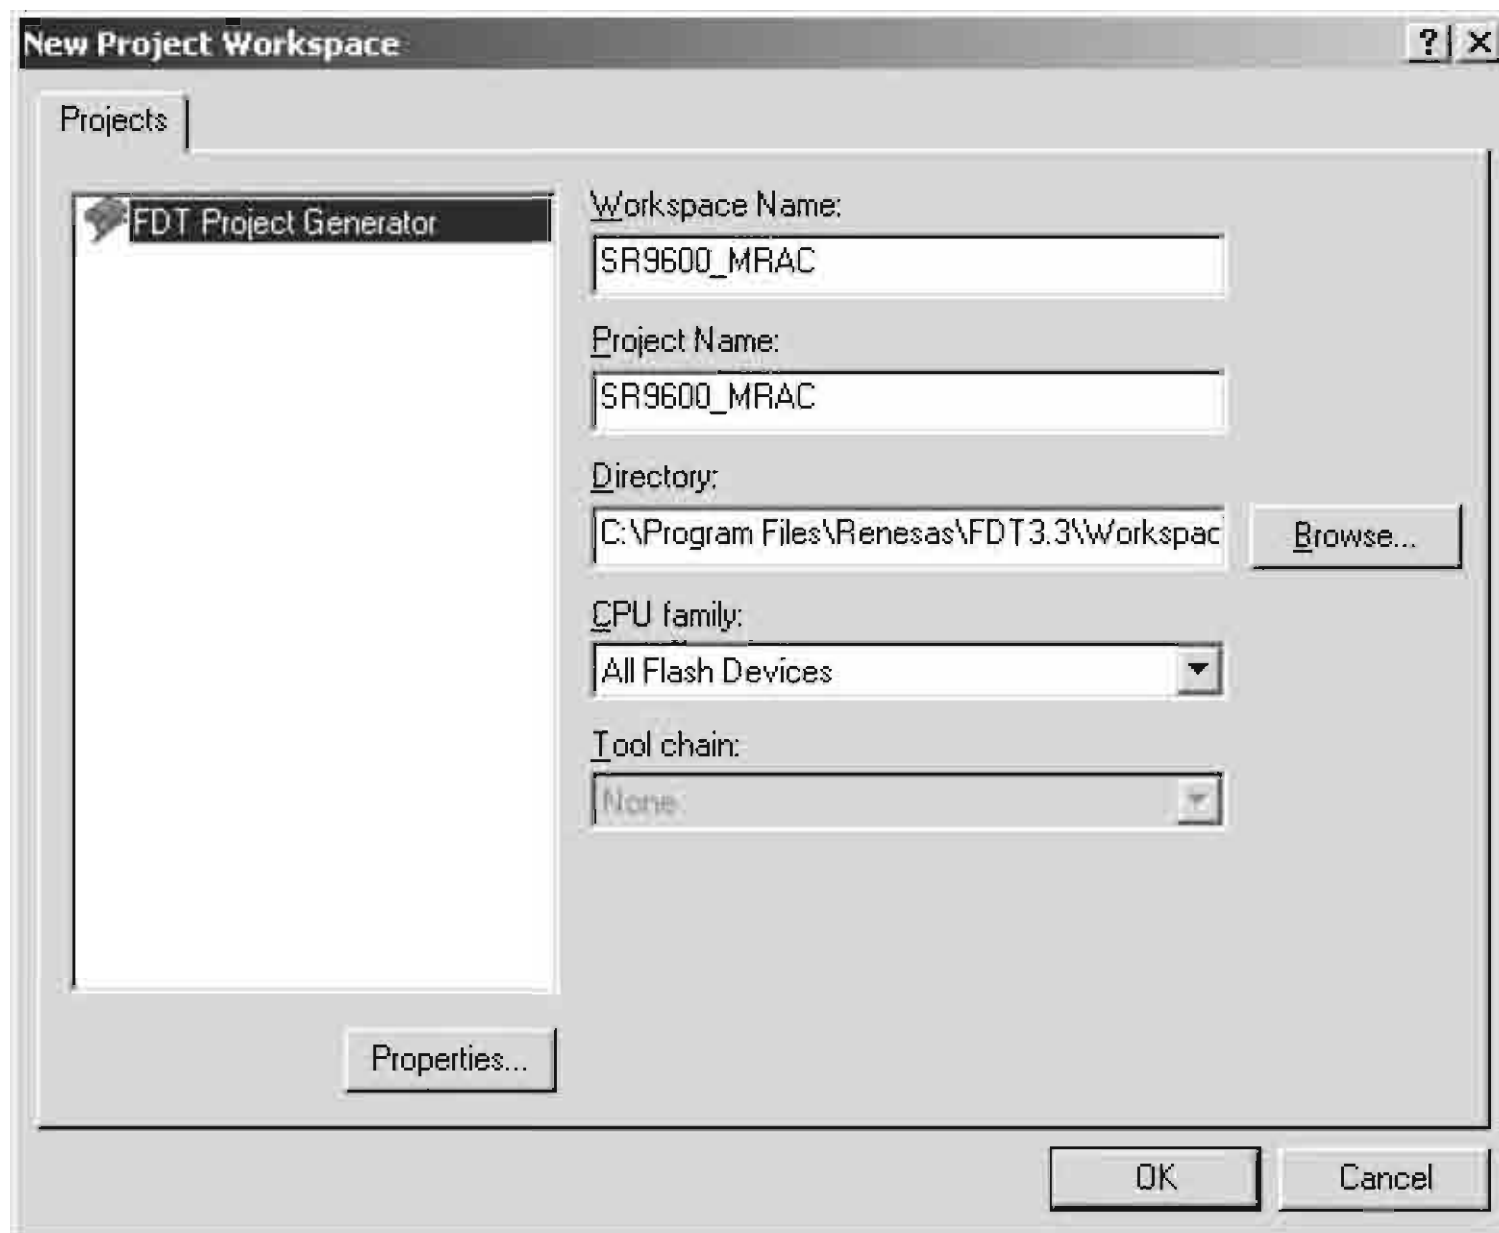 New Project Workspace
Projects
FDT Project Generator
Workspace Name:
SR9600_MRAC
Project Name:
SR9600_MRAC
Directory:
C:\Program Files\Renesas\FDT3.3\Workspac
Browse...
CPU family:
All Flash Devices
Tool chain:
None
Properties...
OK
Cancel